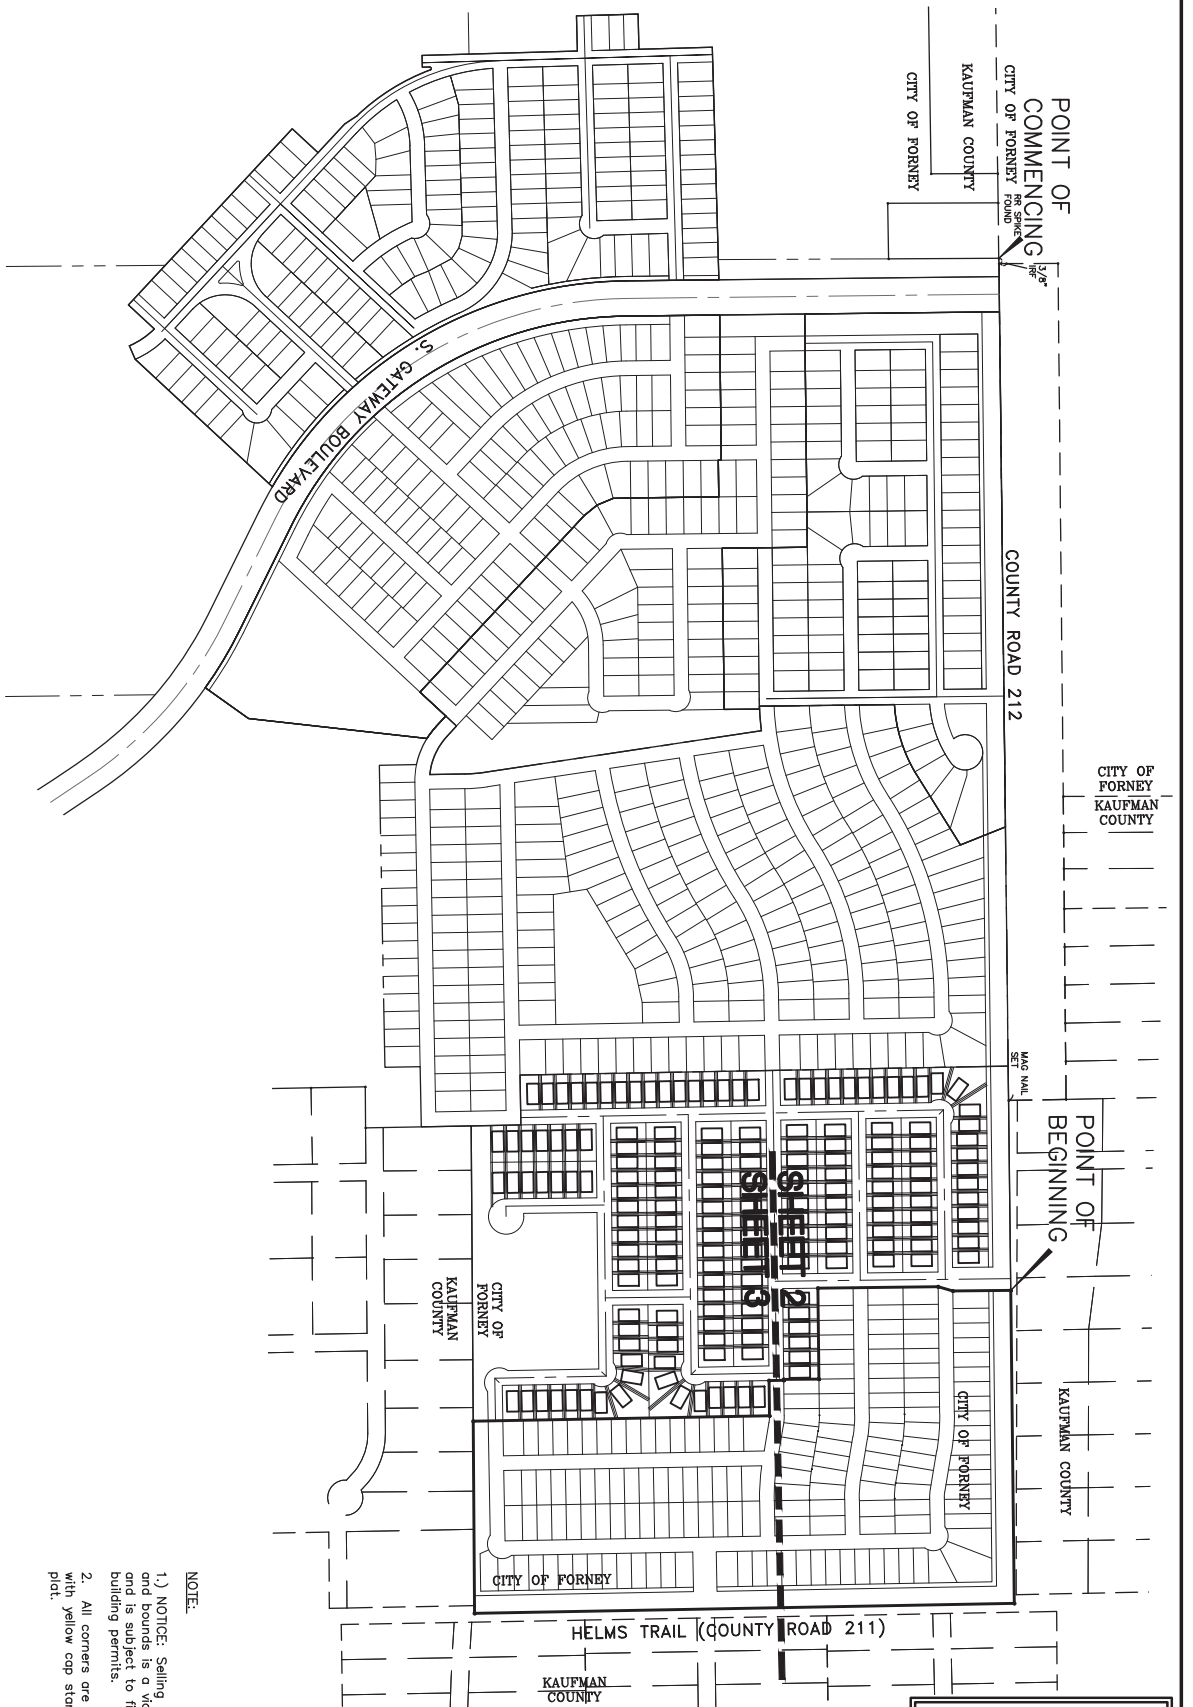 POINT OF
COMMENCING
CITY OF FORNEY
KAUFMAN COUNTY
CITY OF FORNEY
RR SPIKE
FOUND
3/8"
IRF
S. GATEWAY BOULEVARD
COUNTY ROAD 212
CITY OF
FORNEY
KAUFMAN
COUNTY
MAG NAIL
SET
POINT OF
BEGINNING
SHEET 2
SHEET 3
CITY OF
FORNEY
KAUFMAN
COUNTY
KAUFMAN COUNTY
CITY OF FORNEY
CITY OF FORNEY
HELMS TRAIL (COUNTY ROAD 211)
KAUFMAN
COUNTY
NOTE:
1.) NOTICE: Selling
and bounds is a
and is subject to
building permits.
2. All corners are
with yellow cap
plat.